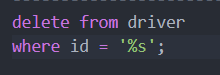 delete from driver
where id = '%s';